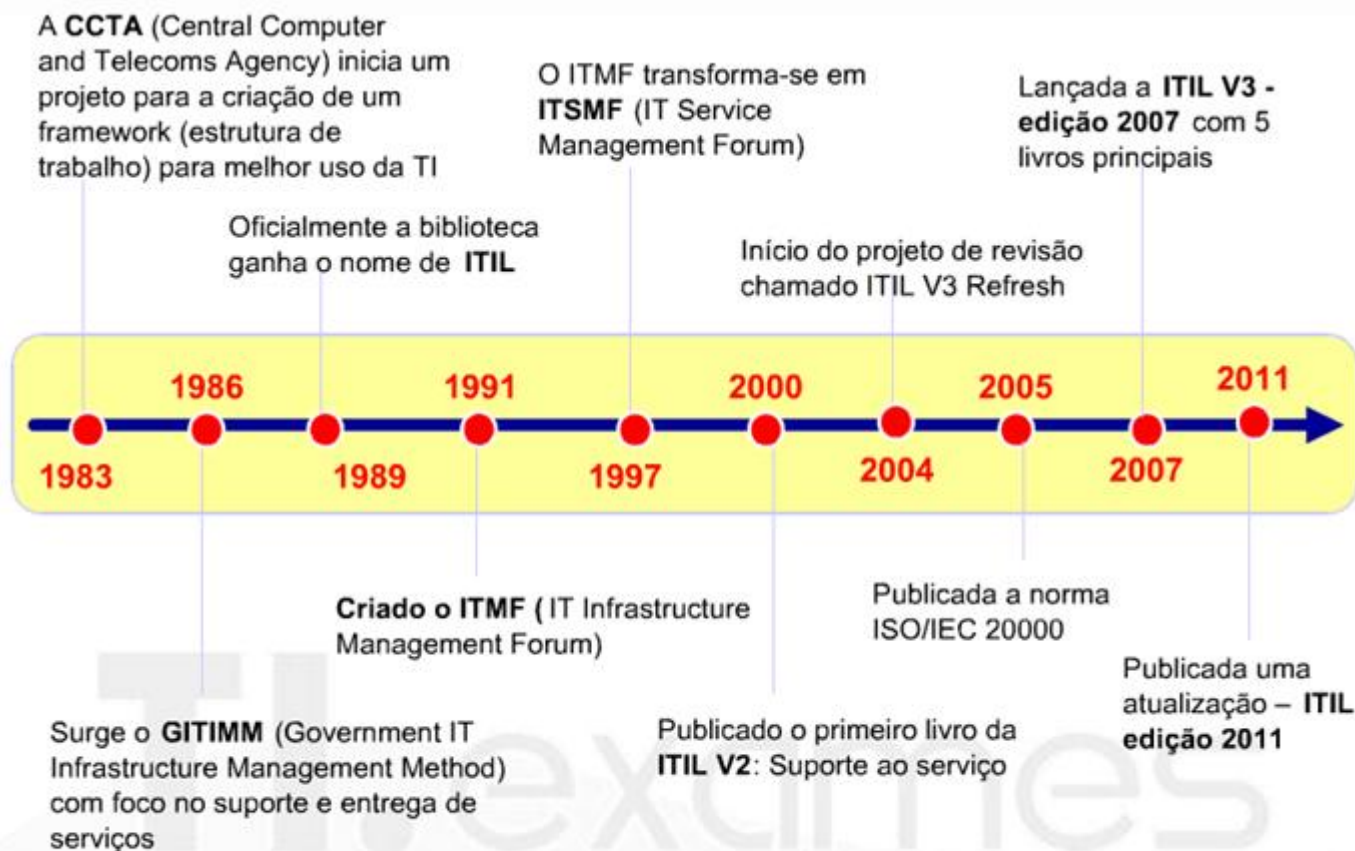 A CCTA (Central Computer
and Telecoms Agency) inicia um
projeto para a criação de um
framework (estrutura de
trabalho) para melhor uso da TI
Oficialmente a biblioteca
ganha o nome de ITIL
O ITMF transforma-se em
ITSMF (IT Service
Management Forum)
Início do projeto de revisão
chamado ITIL V3 Refresh
Lançada a ITIL V3 -
edição 2007 com 5
livros principais
1986 1991 2000 2005 2011
1983 1989 1997 2004 2007
Surge o GITIMM (Government IT
Infrastructure Management Method)
com foco no suporte e entrega de
serviços
Criado o ITMF ( IT Infrastructure
Management Forum)
Publicado o primeiro livro da
ITIL V2: Suporte ao serviço
Publicada a norma
ISO/IEC 20000
Publicada uma
atualização – ITIL
edição 2011
TI.exames